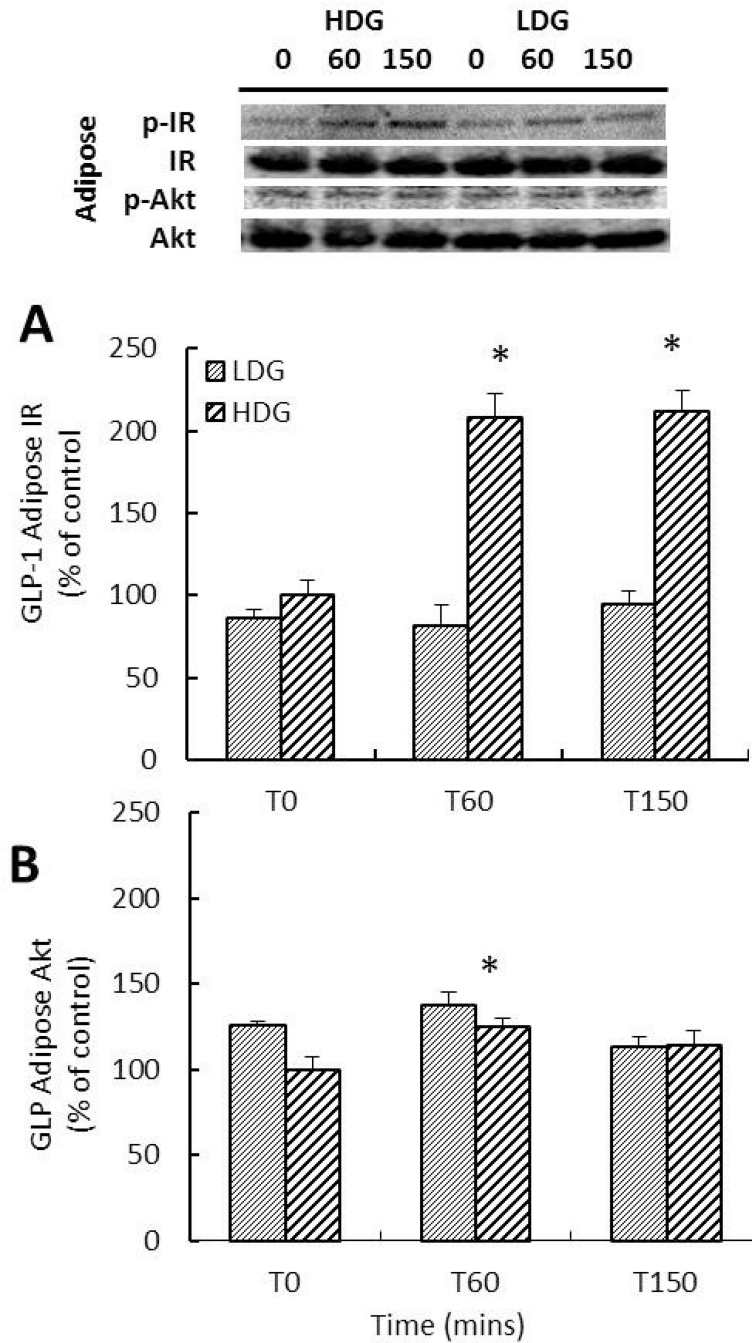 HDG LDG
0 60 150 0 60 150
Adipose
p-IR
IR
p-Akt
Akt
A
GLP-1 Adipose IR
(% of control)
250
200
150
100
50
0
LDG
HDG
*
*
T0 T60 T150
B
GLP Adipose Akt
(% of control)
250
200
150
100
50
0
*
T0 T60 T150
Time (mins)